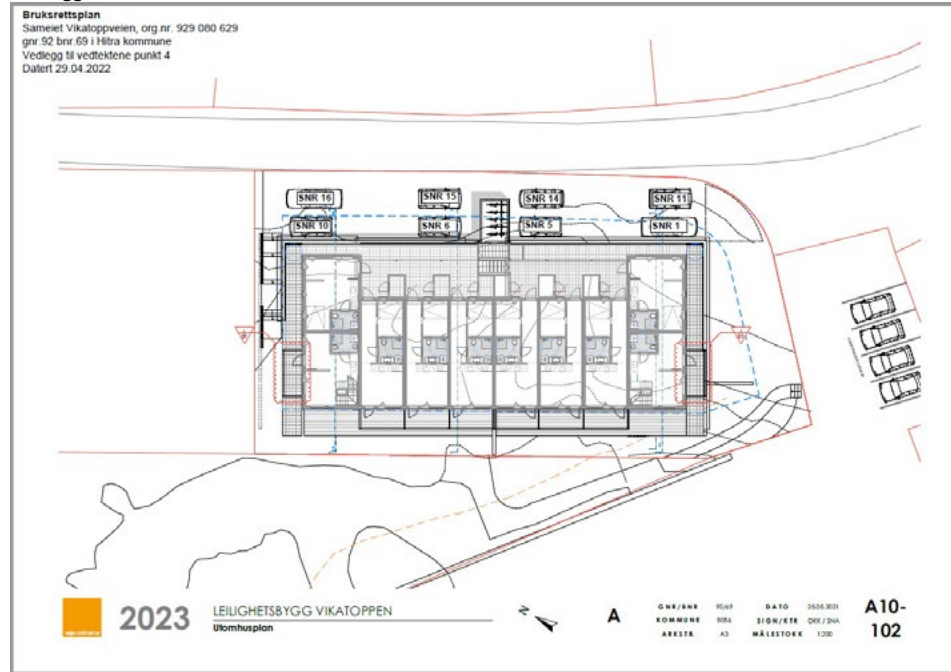 Bruksrettsplan
Sameiet Vikatoppveien, org.nr. 929 080 629
gnr.92 bnr.69 i Hitra kommune
Vedlegg til vedtektene punkt 4
Datert 29.04.2022
SNR 16
SNR 15
SNR 14
SNR 11
SNR 10
SNR 6
SNR 5
SNR 1
2023
LEILIGHETSBYGG VIKATOPPEN
Utomhusplan
N
A
GNR/BNR 92/69 DATO 25.05.2021
KOMMUNE 5056 SIGN/KTR
ARKSTR. A3 MÅLESTOKK 1:200
A10-
102